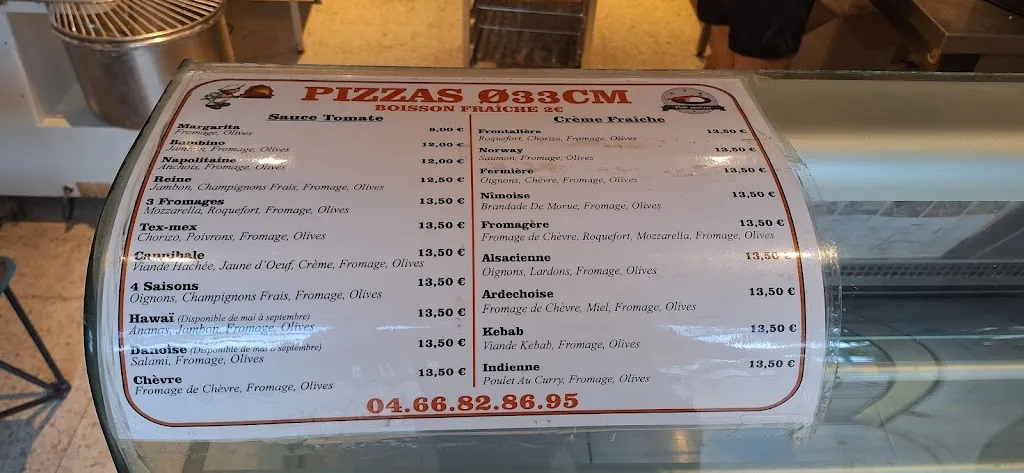 PIZZAS Ø33CM
BOISSON FRAÎCHE 2€
Sauce Tomate
Margarita 9,00 €
Fromage, Olives
Bambino 12,00 €
Jambon, Fromage, Olives
Napolitaine 12,00 €
Anchois, Fromage, Olives
Reine 12,50 €
Jambon, Champignons Frais, Fromage, Olives
3 Fromages 13,50 €
Mozzarella, Roquefort, Fromage, Olives
Tex-mex 13,50 €
Chorizo, Poivrons, Fromage, Olives
Cannibale 13,50 €
Viande Hachée, Jaune d'Oeuf, Crème, Fromage, Olives
4 Saisons 13,50 €
Oignons, Champignons Frais, Fromage, Olives
Hawaï (Disponible de mai à septembre) 13,50 €
Ananas, Jambon, Fromage, Olives
Danoise (Disponible de mai à septembre) 13,50 €
Salami, Fromage, Olives
Chèvre 13,50 €
Fromage de Chèvre, Fromage, Olives
Crème Fraîche
Frontalière 13,50 €
Roquefort, Chorizo, Fromage, Olives
Norway 13,50 €
Saumon, Fromage, Olives
Fermière 13,50 €
Oignons, Chèvre, Fromage, Olives
Nîmoise 13,50 €
Brandade De Morue, Fromage, Olives
Fromagère 13,50 €
Fromage de Chèvre, Roquefort, Mozzarella, Fromage, Olives
Alsacienne 13,50 €
Oignons, Lardons, Fromage, Olives
Ardechoise 13,50 €
Fromage de Chèvre, Miel, Fromage, Olives
Kebab 13,50 €
Viande Kebab, Fromage, Olives
Indienne 13,50 €
Poulet Au Curry, Fromage, Olives
04.66.82.86.95